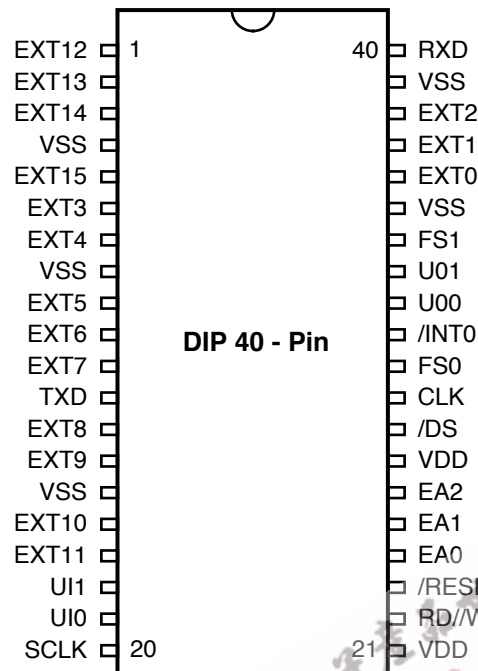 EXT12 1 40 RXD
EXT13 VSS
EXT14 EXT2
VSS EXT1
EXT15 EXT0
EXT3 VSS
EXT4 FS1
VSS U01
EXT5 U00
EXT6 /INT0
EXT7 DIP 40 - Pin FS0
TXD CLK
EXT8 /DS
EXT9 VDD
VSS EA2
EXT10 EA1
EXT11 EA0
UI1
UI0
SCLK 20 21 VDD